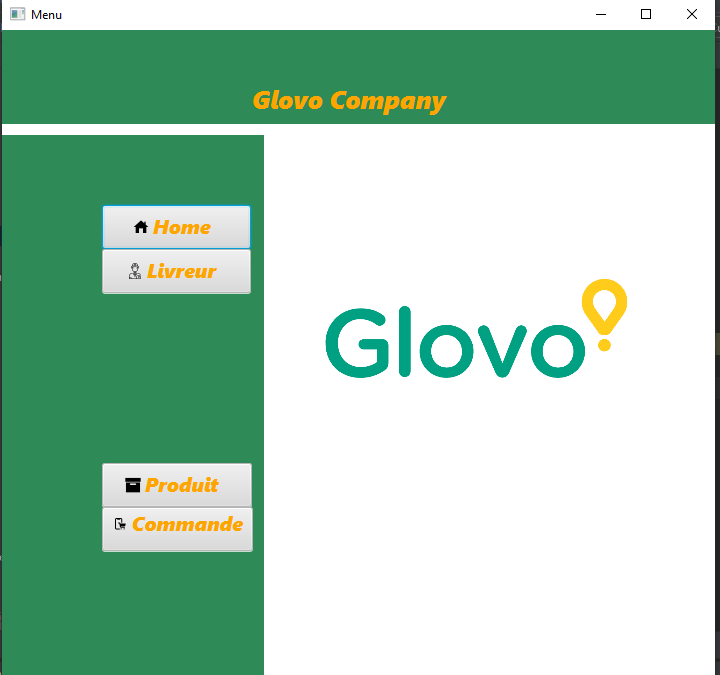 Menu
Glovo Company
Home
Livreur
Glovo
Produit
Commande